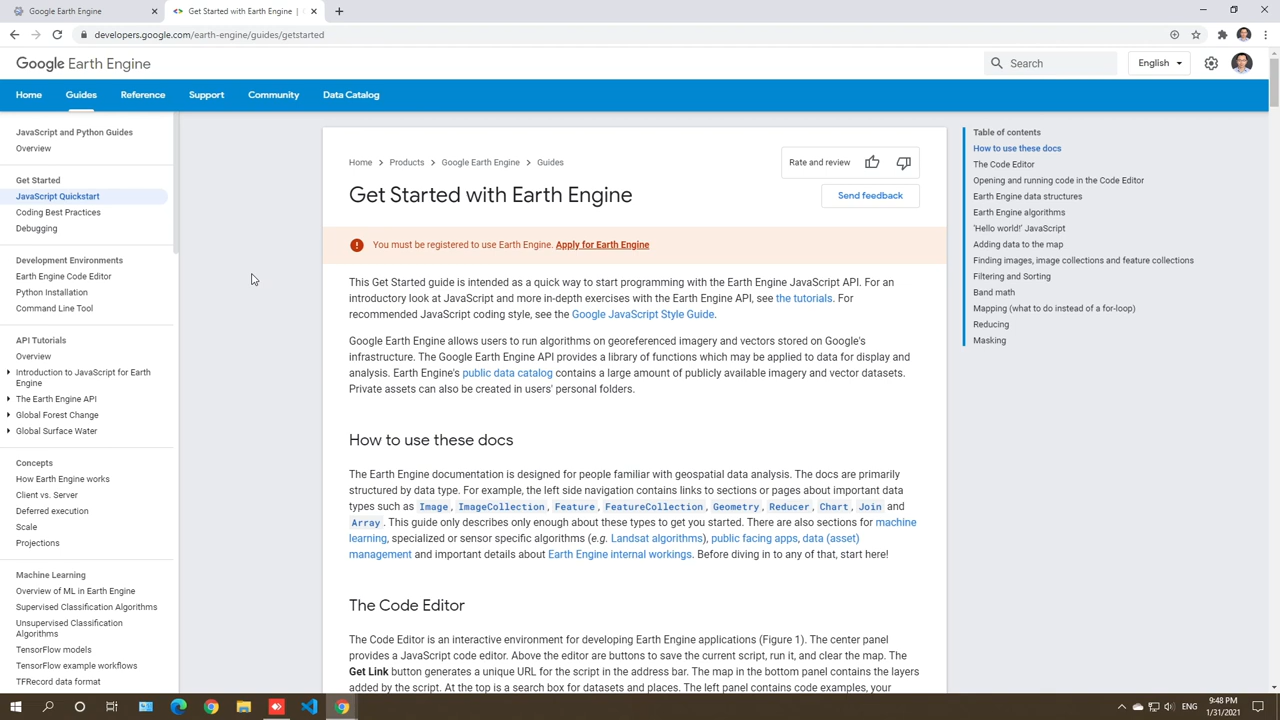 Google Earth Engine
Get Started with Earth Engine |
developers.google.com/earth-engine/guides/getstarted
Google Earth Engine
Search
English
Home
Guides
Reference
Support
Community
Data Catalog
JavaScript and Python Guides
Overview
Get Started
JavaScript Quickstart
Coding Best Practices
Debugging
Development Environments
Earth Engine Code Editor
Python Installation
Command Line Tool
API Tutorials
Overview
Introduction to JavaScript for Earth
Engine
The Earth Engine API
Global Forest Change
Global Surface Water
Concepts
How Earth Engine works
Client vs. Server
Deferred execution
Scale
Projections
Machine Learning
Overview of ML in Earth Engine
Supervised Classification Algorithms
Unsupervised Classification
Algorithms
TensorFlow models
TensorFlow example workflows
TFRecord data format
Home > Products > Google Earth Engine > Guides
Rate and review
Get Started with Earth Engine
Send feedback
You must be registered to use Earth Engine. Apply for Earth Engine
This Get Started guide is intended as a quick way to start programming with the Earth Engine JavaScript API. For an
introductory look at JavaScript and more in-depth exercises with the Earth Engine API, see the tutorials. For
recommended JavaScript coding style, see the Google JavaScript Style Guide.
Google Earth Engine allows users to run algorithms on georeferenced imagery and vectors stored on Google's
infrastructure. The Google Earth Engine API provides a library of functions which may be applied to data for display and
analysis. Earth Engine's public data catalog contains a large amount of publicly available imagery and vector datasets.
Private assets can also be created in users' personal folders.
How to use these docs
The Earth Engine documentation is designed for people familiar with geospatial data analysis. The docs are primarily
structured by data type. For example, the left side navigation contains links to sections or pages about important data
types such as Image, ImageCollection, Feature, FeatureCollection, Geometry, Reducer, Chart, Join and
Array. This guide only describes only enough about these types to get you started. There are also sections for machine
learning, specialized or sensor specific algorithms (e.g. Landsat algorithms), public facing apps, data (asset)
management and important details about Earth Engine internal workings. Before diving in to any of that, start here!
The Code Editor
The Code Editor is an interactive environment for developing Earth Engine applications (Figure 1). The center panel
provides a JavaScript code editor. Above the editor are buttons to save the current script, run it, and clear the map. The
Get Link button generates a unique URL for the script in the address bar. The map in the bottom panel contains the layers
added by the script. At the top is a search box for datasets and places. The left panel contains code examples, your
Table of contents
How to use these docs
The Code Editor
Opening and running code in the Code Editor
Earth Engine data structures
Earth Engine algorithms
'Hello world!' JavaScript
Adding data to the map
Finding images, image collections and feature collections
Filtering and Sorting
Band math
Mapping (what to do instead of a for-loop)
Reducing
Masking
ENG
9:48 PM
1/31/2021